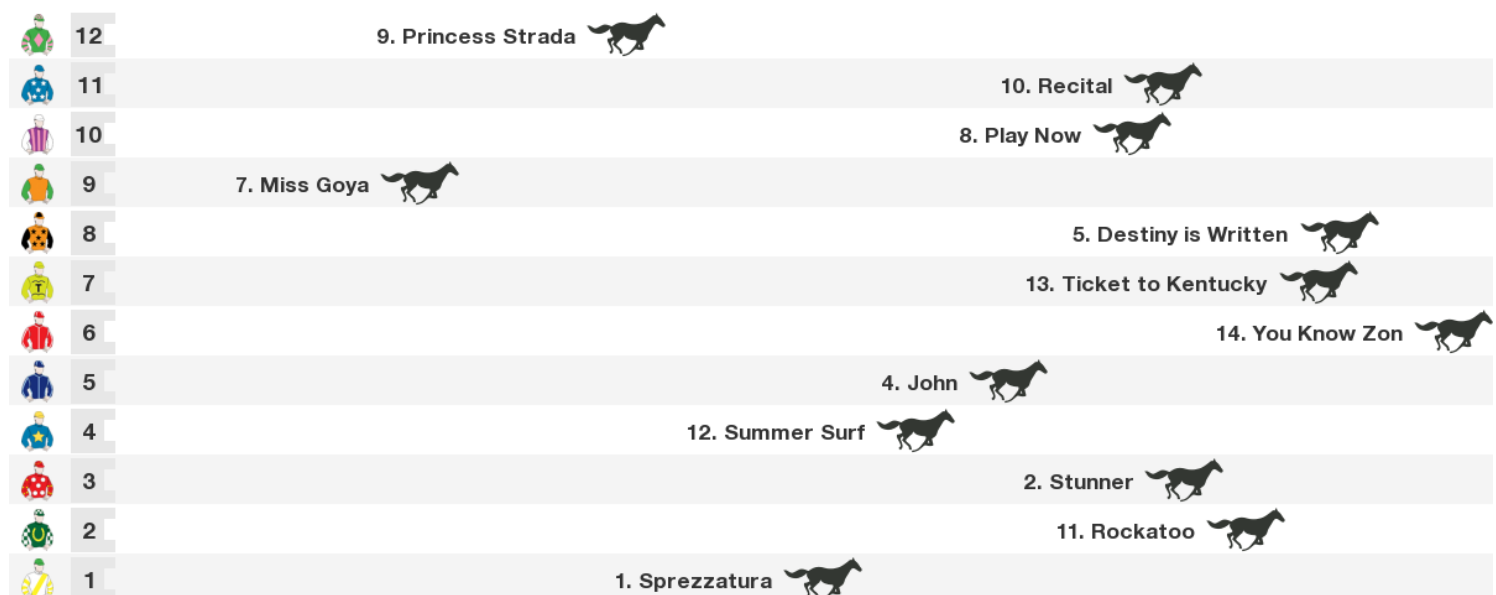 12 9. Princess Strada
11 10. Recital
10 8. Play Now
9 7. Miss Goya
8 5. Destiny is Written
T 7 13. Ticket to Kentucky
6 14. You Know Zon
5 4. John
4 12. Summer Surf
3 2. Stunner
2 11. Rockatoo
1 1. Sprezzatura